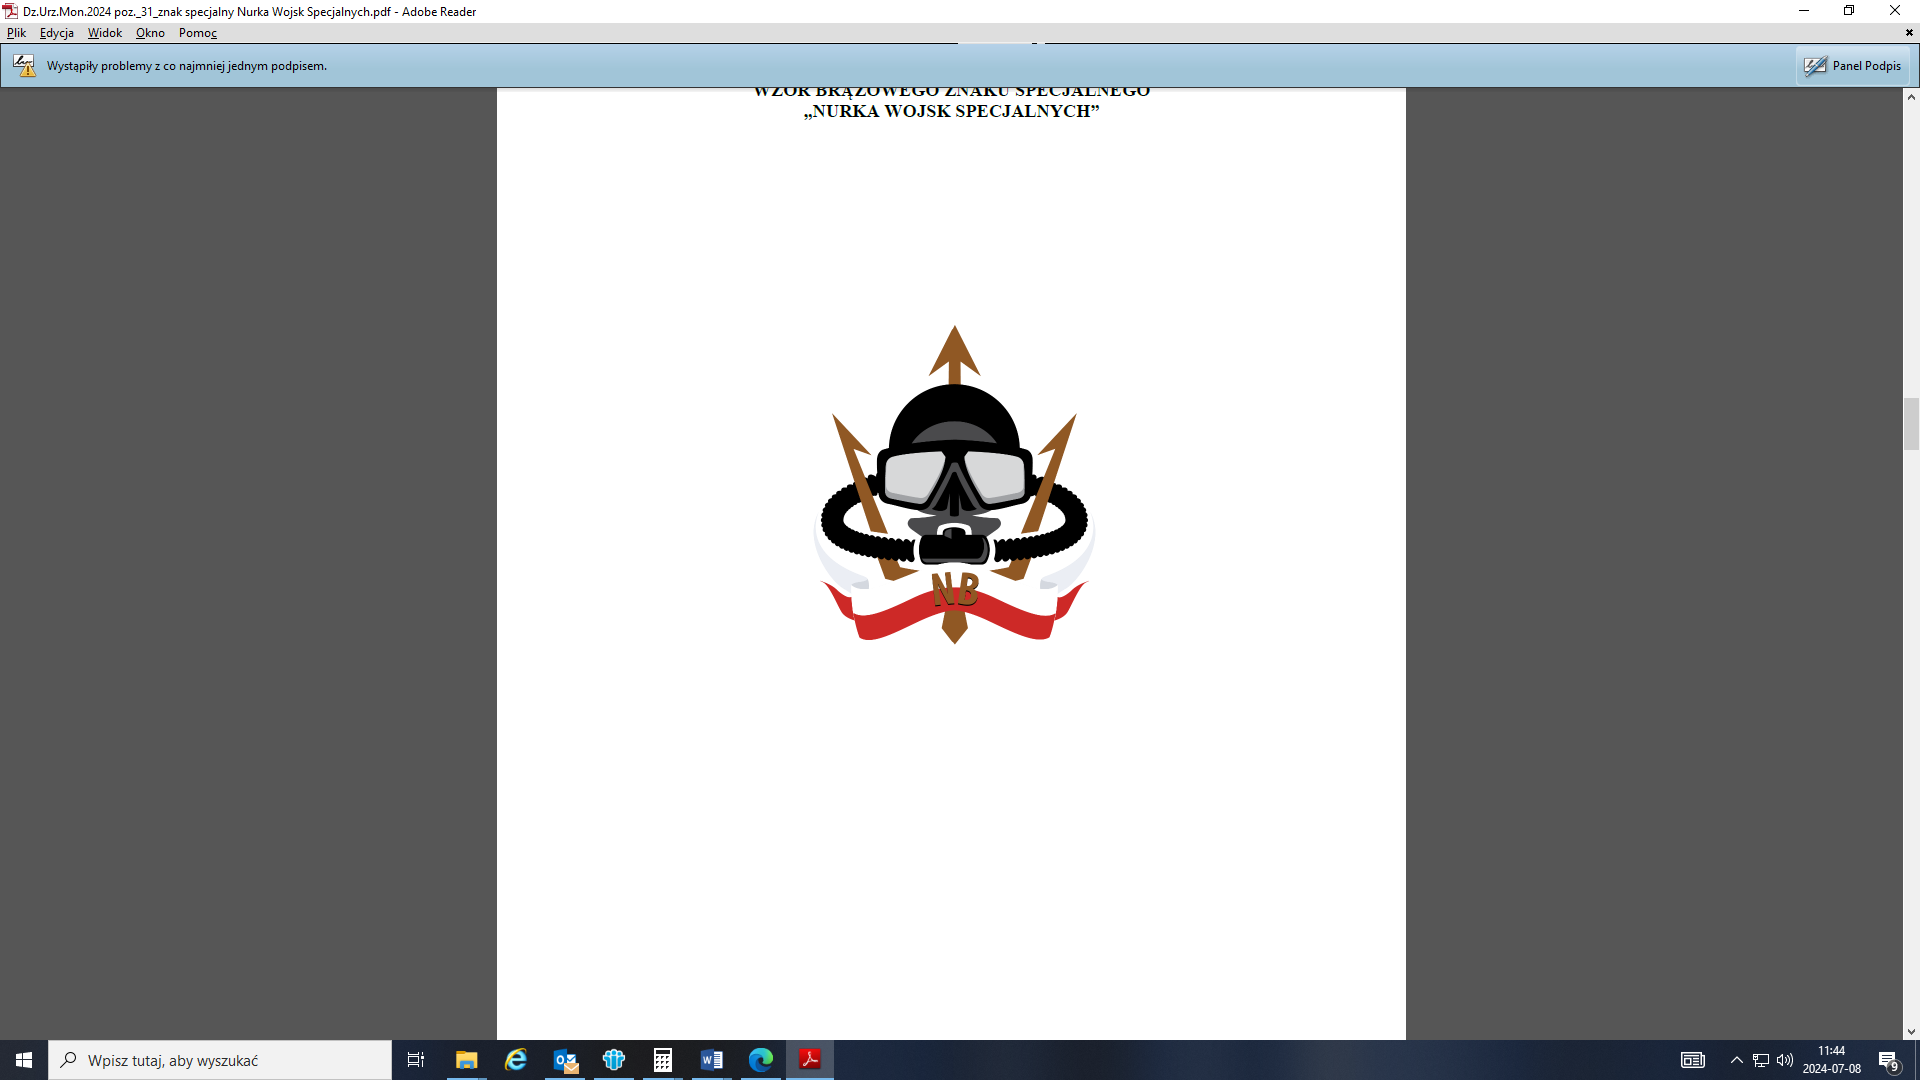 Dz.Urz.Mon.2024 poz._31_znak specjalny Nurka Wojsk Specjalnych.pdf - Adobe Reader
Plik Edycja Widok Okno Pomoc
Wystąpiły problemy z co najmniej jednym podpisem.
Panel Podpis
WZÓR BRĄZOWEGO ZNAKU SPECJALNEGO
„NURKA WOJSK SPECJALNYCH”
NB
Wpisz tutaj, aby wyszukać
11:44
2024-07-08
9